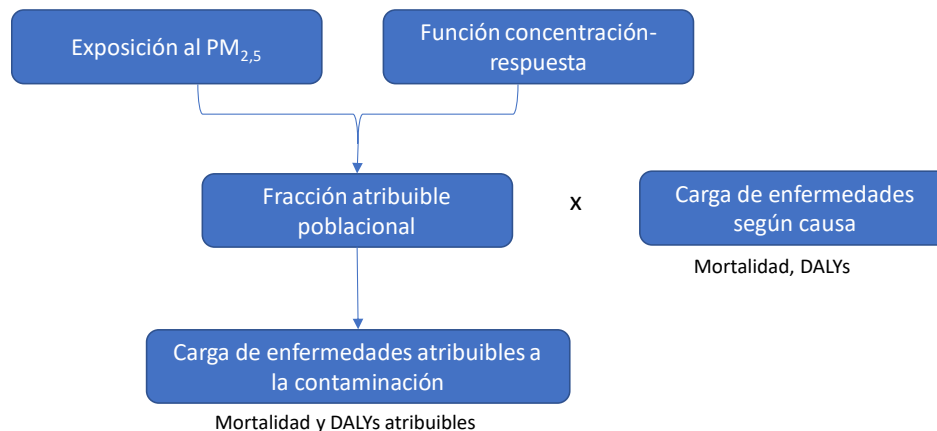 Exposición al PM2,5
Función concentración-
respuesta
Fracción atribuible
poblacional
x
Carga de enfermedades
según causa
Mortalidad, DALYs
Carga de enfermedades atribuibles a
la contaminación
Mortalidad y DALYs atribuibles